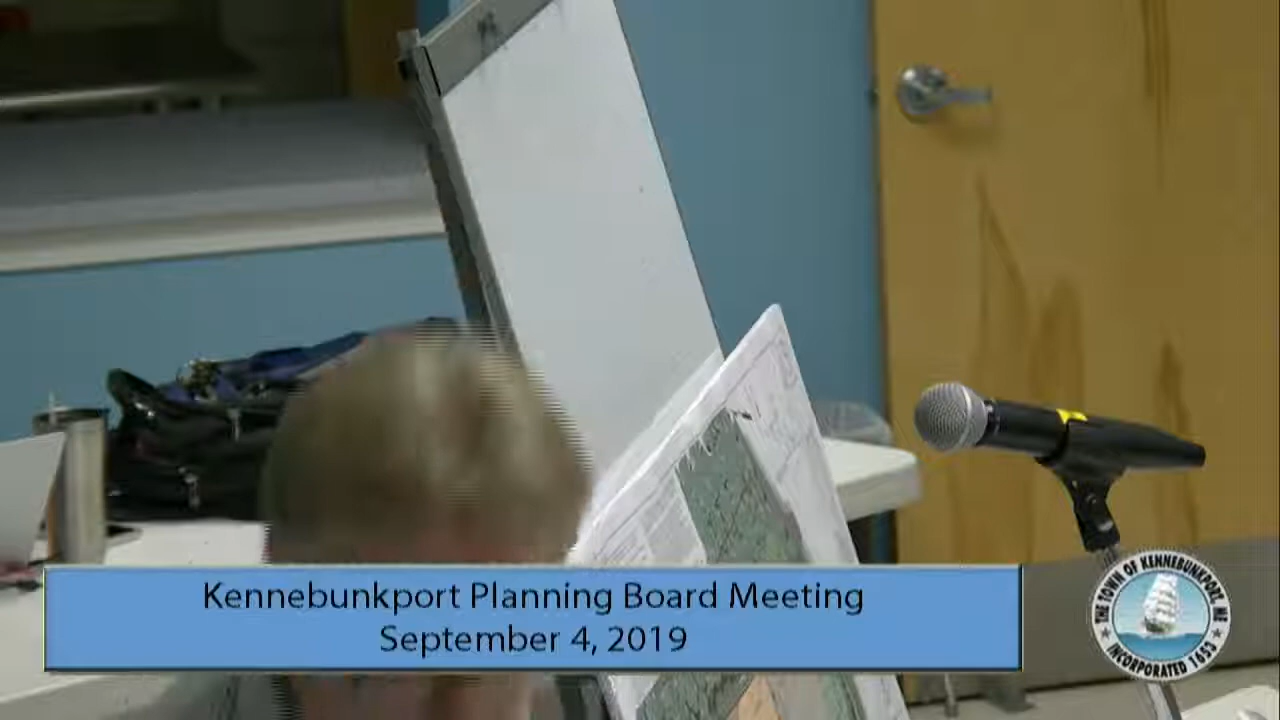 Kennebunkport Planning Board Meeting
September 4, 2019
THE TOWN OF KENNEBUNKPORT, ME
INCORPORATED 1653